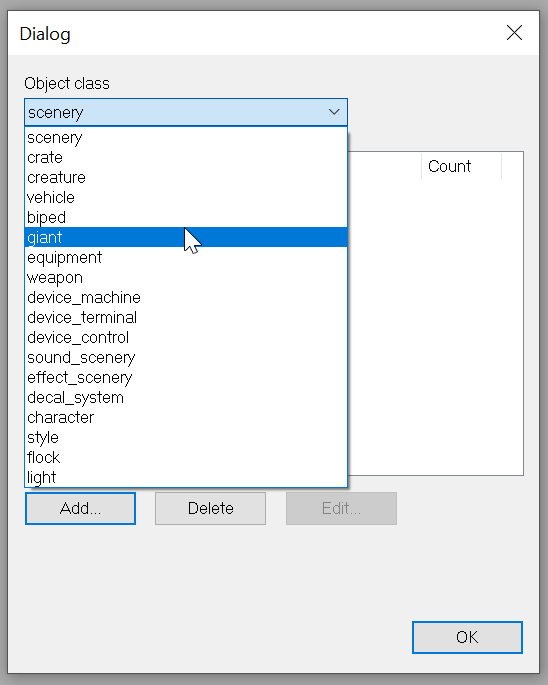 Dialog
Object class
scenery
scenery
crate
creature
Count
vehicle
biped
giant
equipment
weapon
device_machine
device_terminal
device_control
sound_scenery
effect_scenery
decal_system
character
style
flock
light
Add...
Delete
Edit...
OK